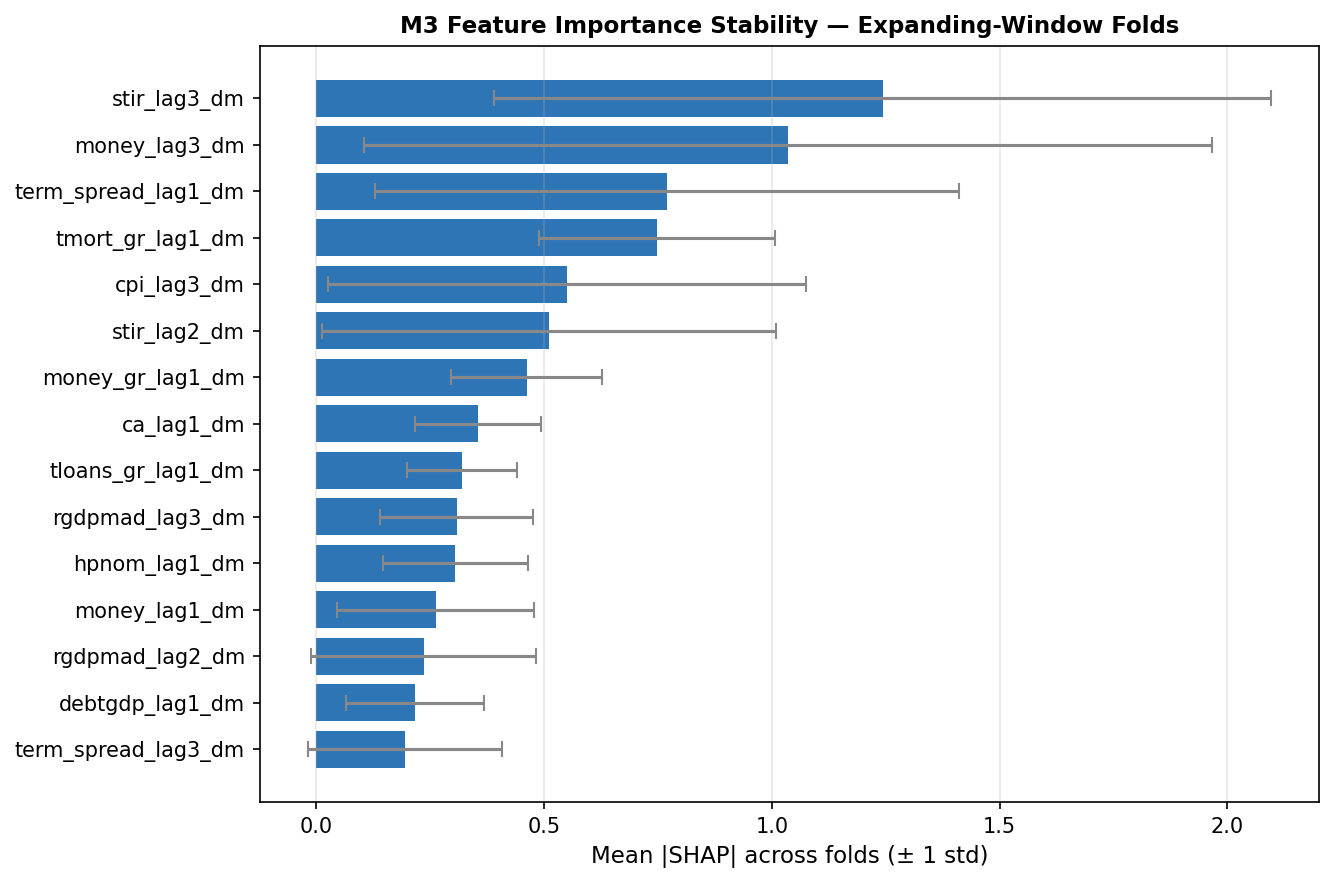 M3 Feature Importance Stability — Expanding-Window Folds
stir_lag3_dm
money_lag3_dm
term_spread_lag1_dm
tmort_gr_lag1_dm
cpi_lag3_dm
stir_lag2_dm
money_gr_lag1_dm
ca_lag1_dm
tloans_gr_lag1_dm
rgdpmad_lag3_dm
hpnom_lag1_dm
money_lag1_dm
rgdpmad_lag2_dm
debtgdp_lag1_dm
term_spread_lag3_dm
0.0 0.5 1.0 1.5 2.0
Mean |SHAP| across folds (± 1 std)